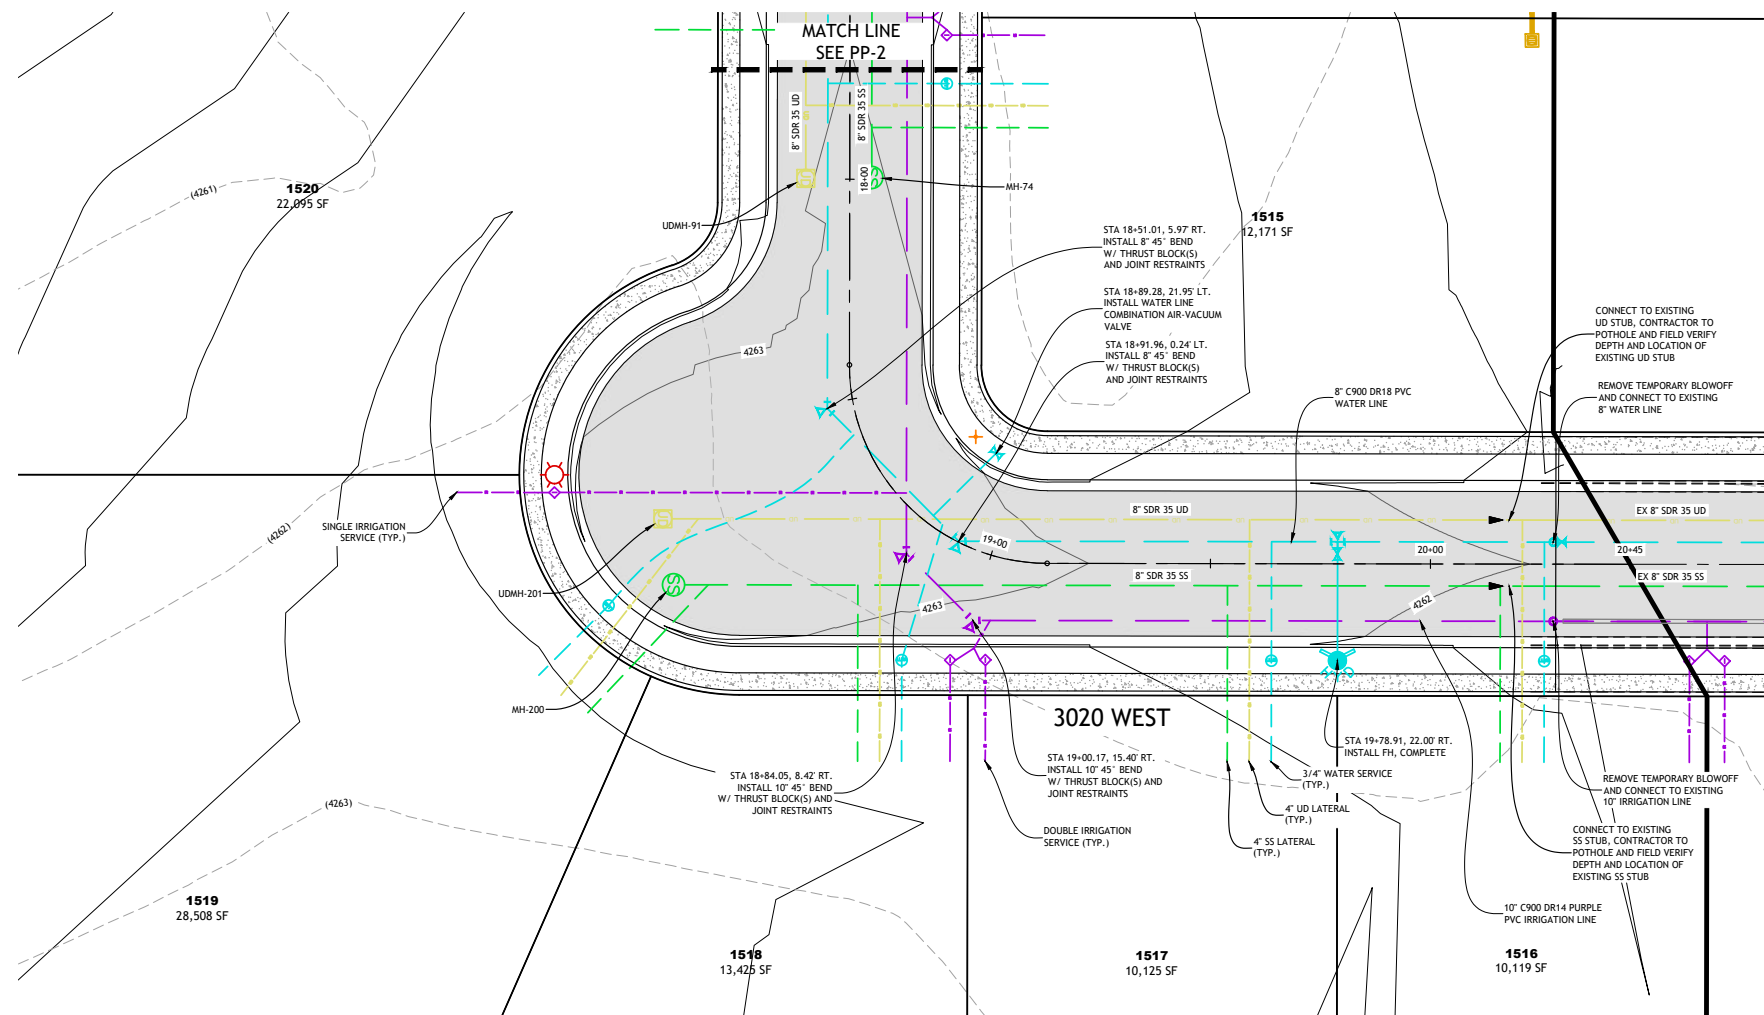 MATCH LINE
SEE PP-2
8" SDR 35 UD
8" SDR 35 SS
18+00
MH-74
UDMH-91
(4261)
1520
22,095 SF
1515
12,171 SF
STA 18+51.01, 5.97' RT.
INSTALL 8" 45° BEND
W/ THRUST BLOCK(S)
AND JOINT RESTRAINTS
STA 18+89.28, 21.95' LT.
INSTALL WATER LINE
COMBINATION AIR-VACUUM
VALVE
STA 18+91.96, 0.24' LT.
INSTALL 8" 45° BEND
W/ THRUST BLOCK(S)
AND JOINT RESTRAINTS
CONNECT TO EXISTING
UD STUB, CONTRACTOR TO
POTHOLE AND FIELD VERIFY
DEPTH AND LOCATION OF
EXISTING UD STUB
REMOVE TEMPORARY BLOWOFF
AND CONNECT TO EXISTING
8" WATER LINE
8" C900 DR18 PVC
WATER LINE
4263
(4262)
SINGLE IRRIGATION
SERVICE (TYP.)
8" SDR 35 UD
EX 8" SDR 35 UD
19+00
20+00
20+45
8" SDR 35 SS
EX 8" SDR 35 SS
UDMH-201
SS
4263
4262
MH-200
3020 WEST
STA 18+84.05, 8.42' RT.
INSTALL 10" 45° BEND
W/ THRUST BLOCK(S) AND
JOINT RESTRAINTS
STA 19+00.17, 15.40' RT.
INSTALL 10" 45° BEND
W/ THRUST BLOCK(S) AND
JOINT RESTRAINTS
STA 19+78.91, 22.00' RT.
INSTALL FH, COMPLETE
3/4" WATER SERVICE
(TYP.)
4" UD LATERAL
(TYP.)
4" SS LATERAL
(TYP.)
DOUBLE IRRIGATION
SERVICE (TYP.)
REMOVE TEMPORARY BLOWOFF
AND CONNECT TO EXISTING
10" IRRIGATION LINE
CONNECT TO EXISTING
SS STUB, CONTRACTOR TO
POTHOLE AND FIELD VERIFY
DEPTH AND LOCATION OF
EXISTING SS STUB
10" C900 DR14 PURPLE
PVC IRRIGATION LINE
(4263)
1519
28,508 SF
1518
13,425 SF
1517
10,125 SF
1516
10,119 SF